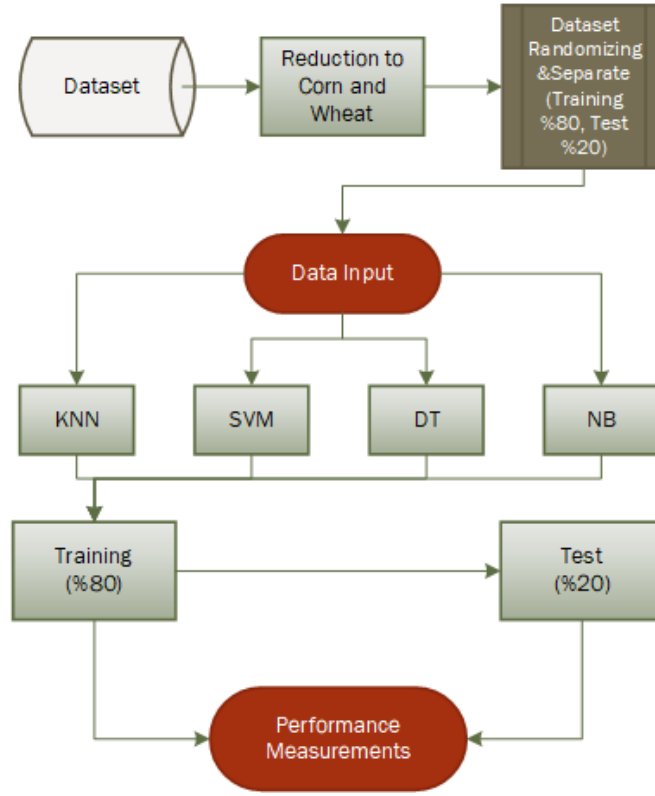 Dataset
Reduction to
Corn and
Wheat
Dataset
Randomizing
&Separate
(Training
%80, Test
%20)
Data Input
KNN
SVM
DT
NB
Training
(%80)
Test
(%20)
Performance
Measurements